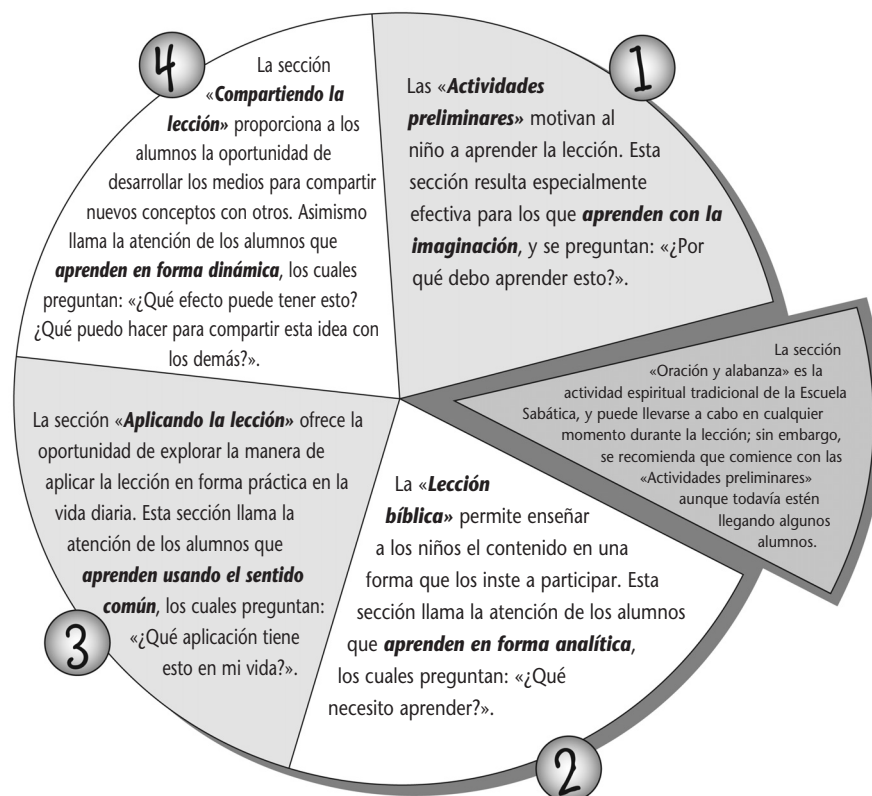 1
Las «Actividades
preliminares» motivan al
niño a aprender la lección. Esta
sección resulta especialmente
efectiva para los que aprenden con la
imaginación, y se preguntan: «¿Por
qué debo aprender esto?».
La sección
«Oración y alabanza» es la
actividad espiritual tradicional de la Escuela
Sabática, y puede llevarse a cabo en cualquier
momento durante la lección; sin embargo,
se recomienda que comience con las
«Actividades preliminares»
aunque todavía estén
llegando algunos
alumnos.
2
La «Lección
bíblica» permite enseñar
a los niños el contenido en una
forma que los inste a participar. Esta
sección llama la atención de los alumnos
que aprenden en forma analítica,
los cuales preguntan: «¿Qué
necesito aprender?».
3
La sección «Aplicando la lección» ofrece la
oportunidad de explorar la manera de
aplicar la lección en forma práctica en la
vida diaria. Esta sección llama la
atención de los alumnos que
aprenden usando el sentido
común, los cuales preguntan:
«¿Qué aplicación tiene
esto en mi vida?».
4
La sección
«Compartiendo la
lección» proporciona a los
alumnos la oportunidad de
desarrollar los medios para compartir
nuevos conceptos con otros. Asimismo
llama la atención de los alumnos que
aprenden en forma dinámica, los cuales
preguntan: «¿Qué efecto puede tener esto?
¿Qué puedo hacer para compartir esta idea con
los demás?».